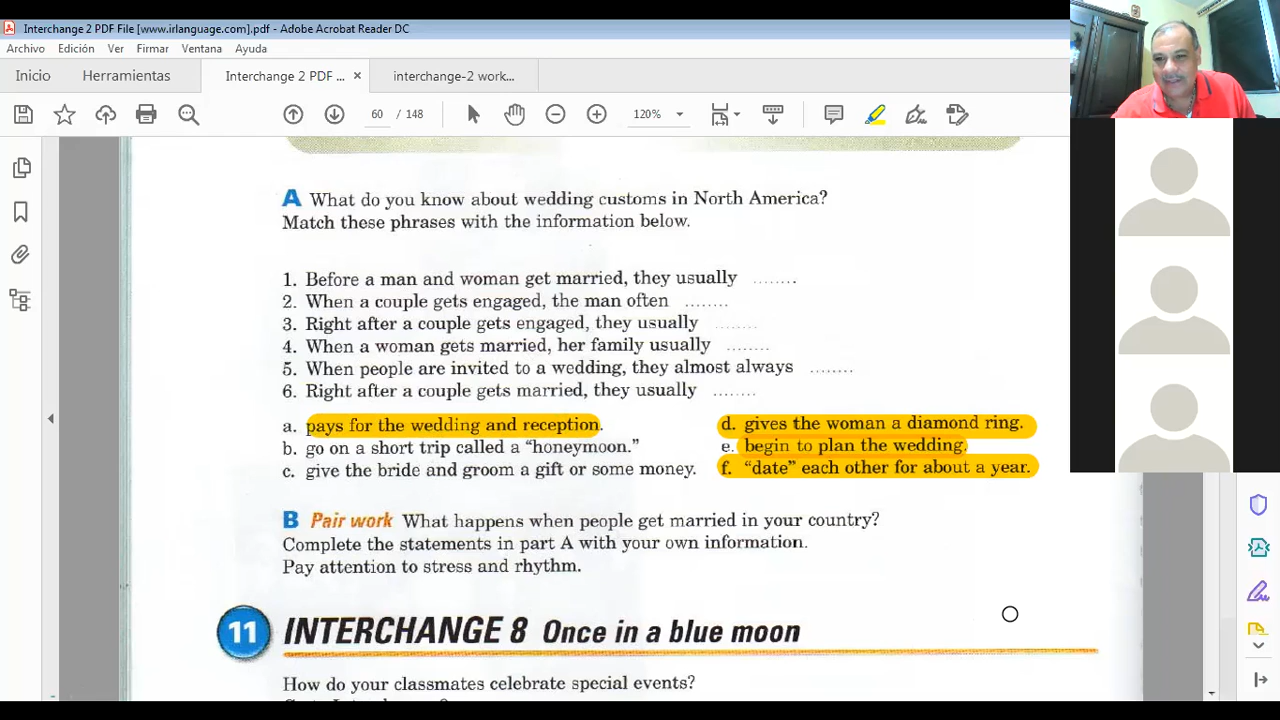 Interchange 2 PDF File [www.irlanguage.com].pdf - Adobe Acrobat Reader DC
Archivo Edición Ver Firmar Ventana Ayuda
Inicio Herramientas Interchange 2 PDF ... × interchange-2 work...
60 / 148 120%
A What do you know about wedding customs in North America?
Match these phrases with the information below.
1. Before a man and woman get married, they usually ........
2. When a couple gets engaged, the man often ........
3. Right after a couple gets engaged, they usually ........
4. When a woman gets married, her family usually ........
5. When people are invited to a wedding, they almost always ........
6. Right after a couple gets married, they usually ........
a. pays for the wedding and reception.
b. go on a short trip called a “honeymoon.”
c. give the bride and groom a gift or some money.
d. gives the woman a diamond ring.
e. begin to plan the wedding.
f. “date” each other for about a year.
B Pair work What happens when people get married in your country?
Complete the statements in part A with your own information.
Pay attention to stress and rhythm.
11 INTERCHANGE 8 Once in a blue moon
How do your classmates celebrate special events?